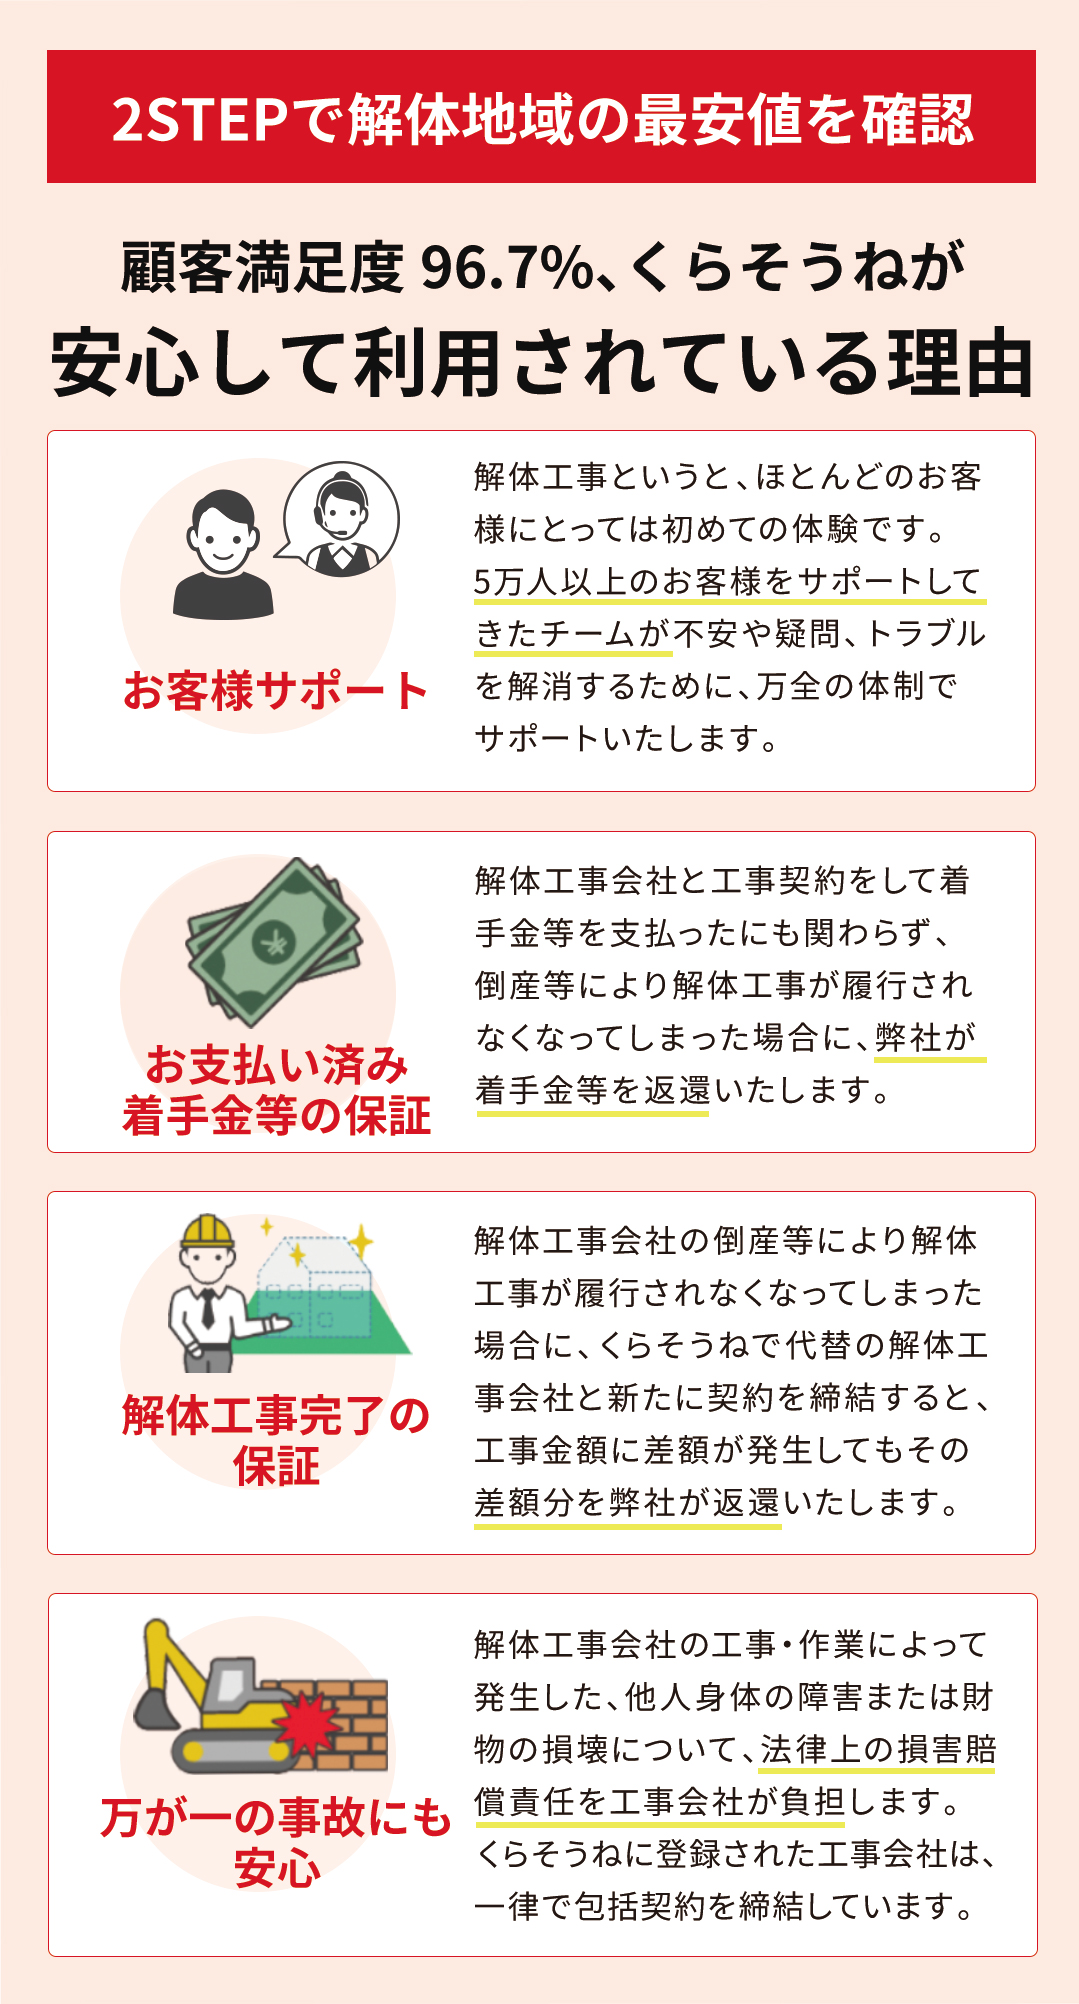 2STEPで解体地域の最安値を確認
顧客満足度 96.7%、くらそうねが
安心して利用されている理由
お客様サポート
解体工事というと、ほとんどのお客
様にとっては初めての体験です。
5万人以上のお客様をサポートして
きたチームが不安や疑問、トラブル
を解消するために、万全の体制で
サポートいたします。
お支払い済み
着手金等の保証
解体工事会社と工事契約をして着
手金等を支払ったにも関わらず、
倒産等により解体工事が履行され
なくなってしまった場合に、弊社が
着手金等を返還いたします。
解体工事完了の
保証
解体工事会社の倒産等により解体
工事が履行されなくなってしまった
場合に、くらそうねで代替の解体工
事会社と新たに契約を締結すると、
工事金額に差額が発生してもその
差額分を弊社が返還いたします。
万が一の事故にも
安心
解体工事会社の工事・作業によって
発生した、他人身体の障害または財
物の損壊について、法律上の損害賠
償責任を工事会社が負担します。
くらそうねに登録された工事会社は、
一律で包括契約を締結しています。